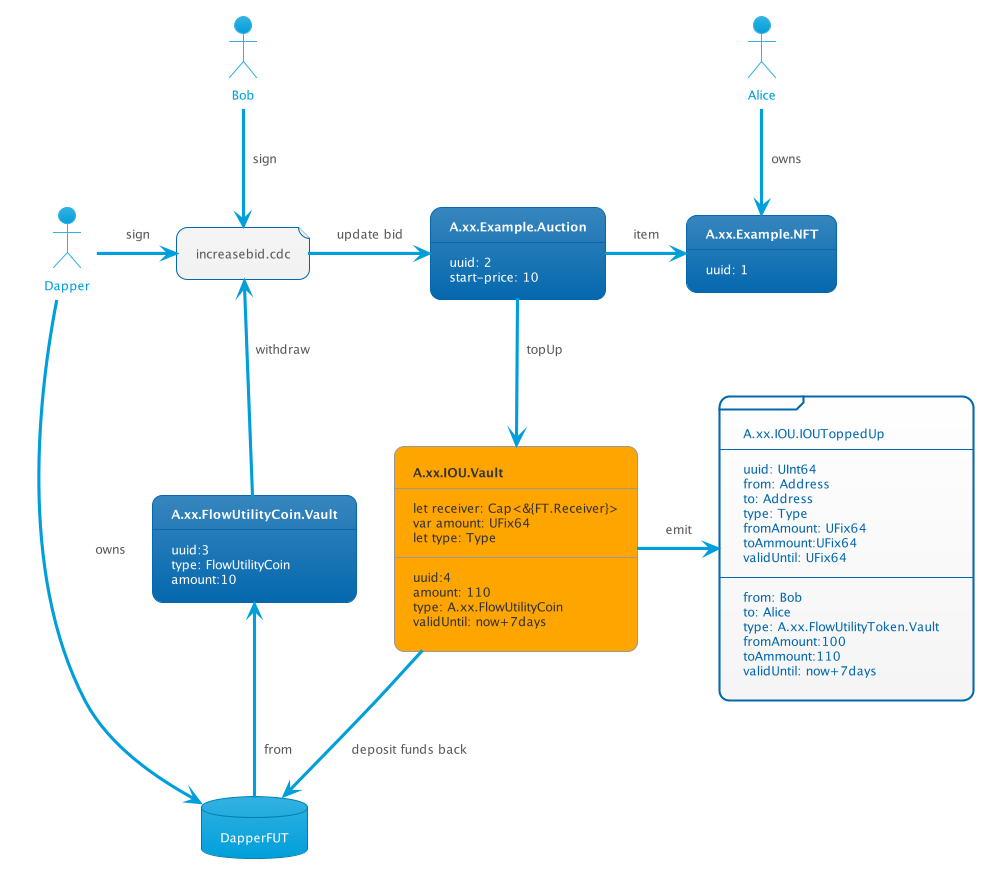 Bob
Alice
sign
owns
Dapper
sign
increasebid.cdc
update bid
A.xx.Example.Auction
uuid: 2
start-price: 10
item
A.xx.Example.NFT
uuid: 1
withdraw
topUp
A.xx.IOU.Vault
let receiver: Cap<&{FT.Receiver}>
var amount: UFix64
let type: Type
uuid:4
amount: 110
type: A.xx.FlowUtilityCoin
validUntil: now+7days
emit
A.xx.IOU.IOUToppedUp
uuid: UInt64
from: Address
to: Address
type: Type
fromAmount: UFix64
toAmmount:UFix64
validUntil: UFix64
from: Bob
to: Alice
type: A.xx.FlowUtilityToken.Vault
fromAmount:100
toAmmount:110
validUntil: now+7days
owns
A.xx.FlowUtilityCoin.Vault
uuid:3
type: FlowUtilityCoin
amount:10
from
deposit funds back
DapperFUT